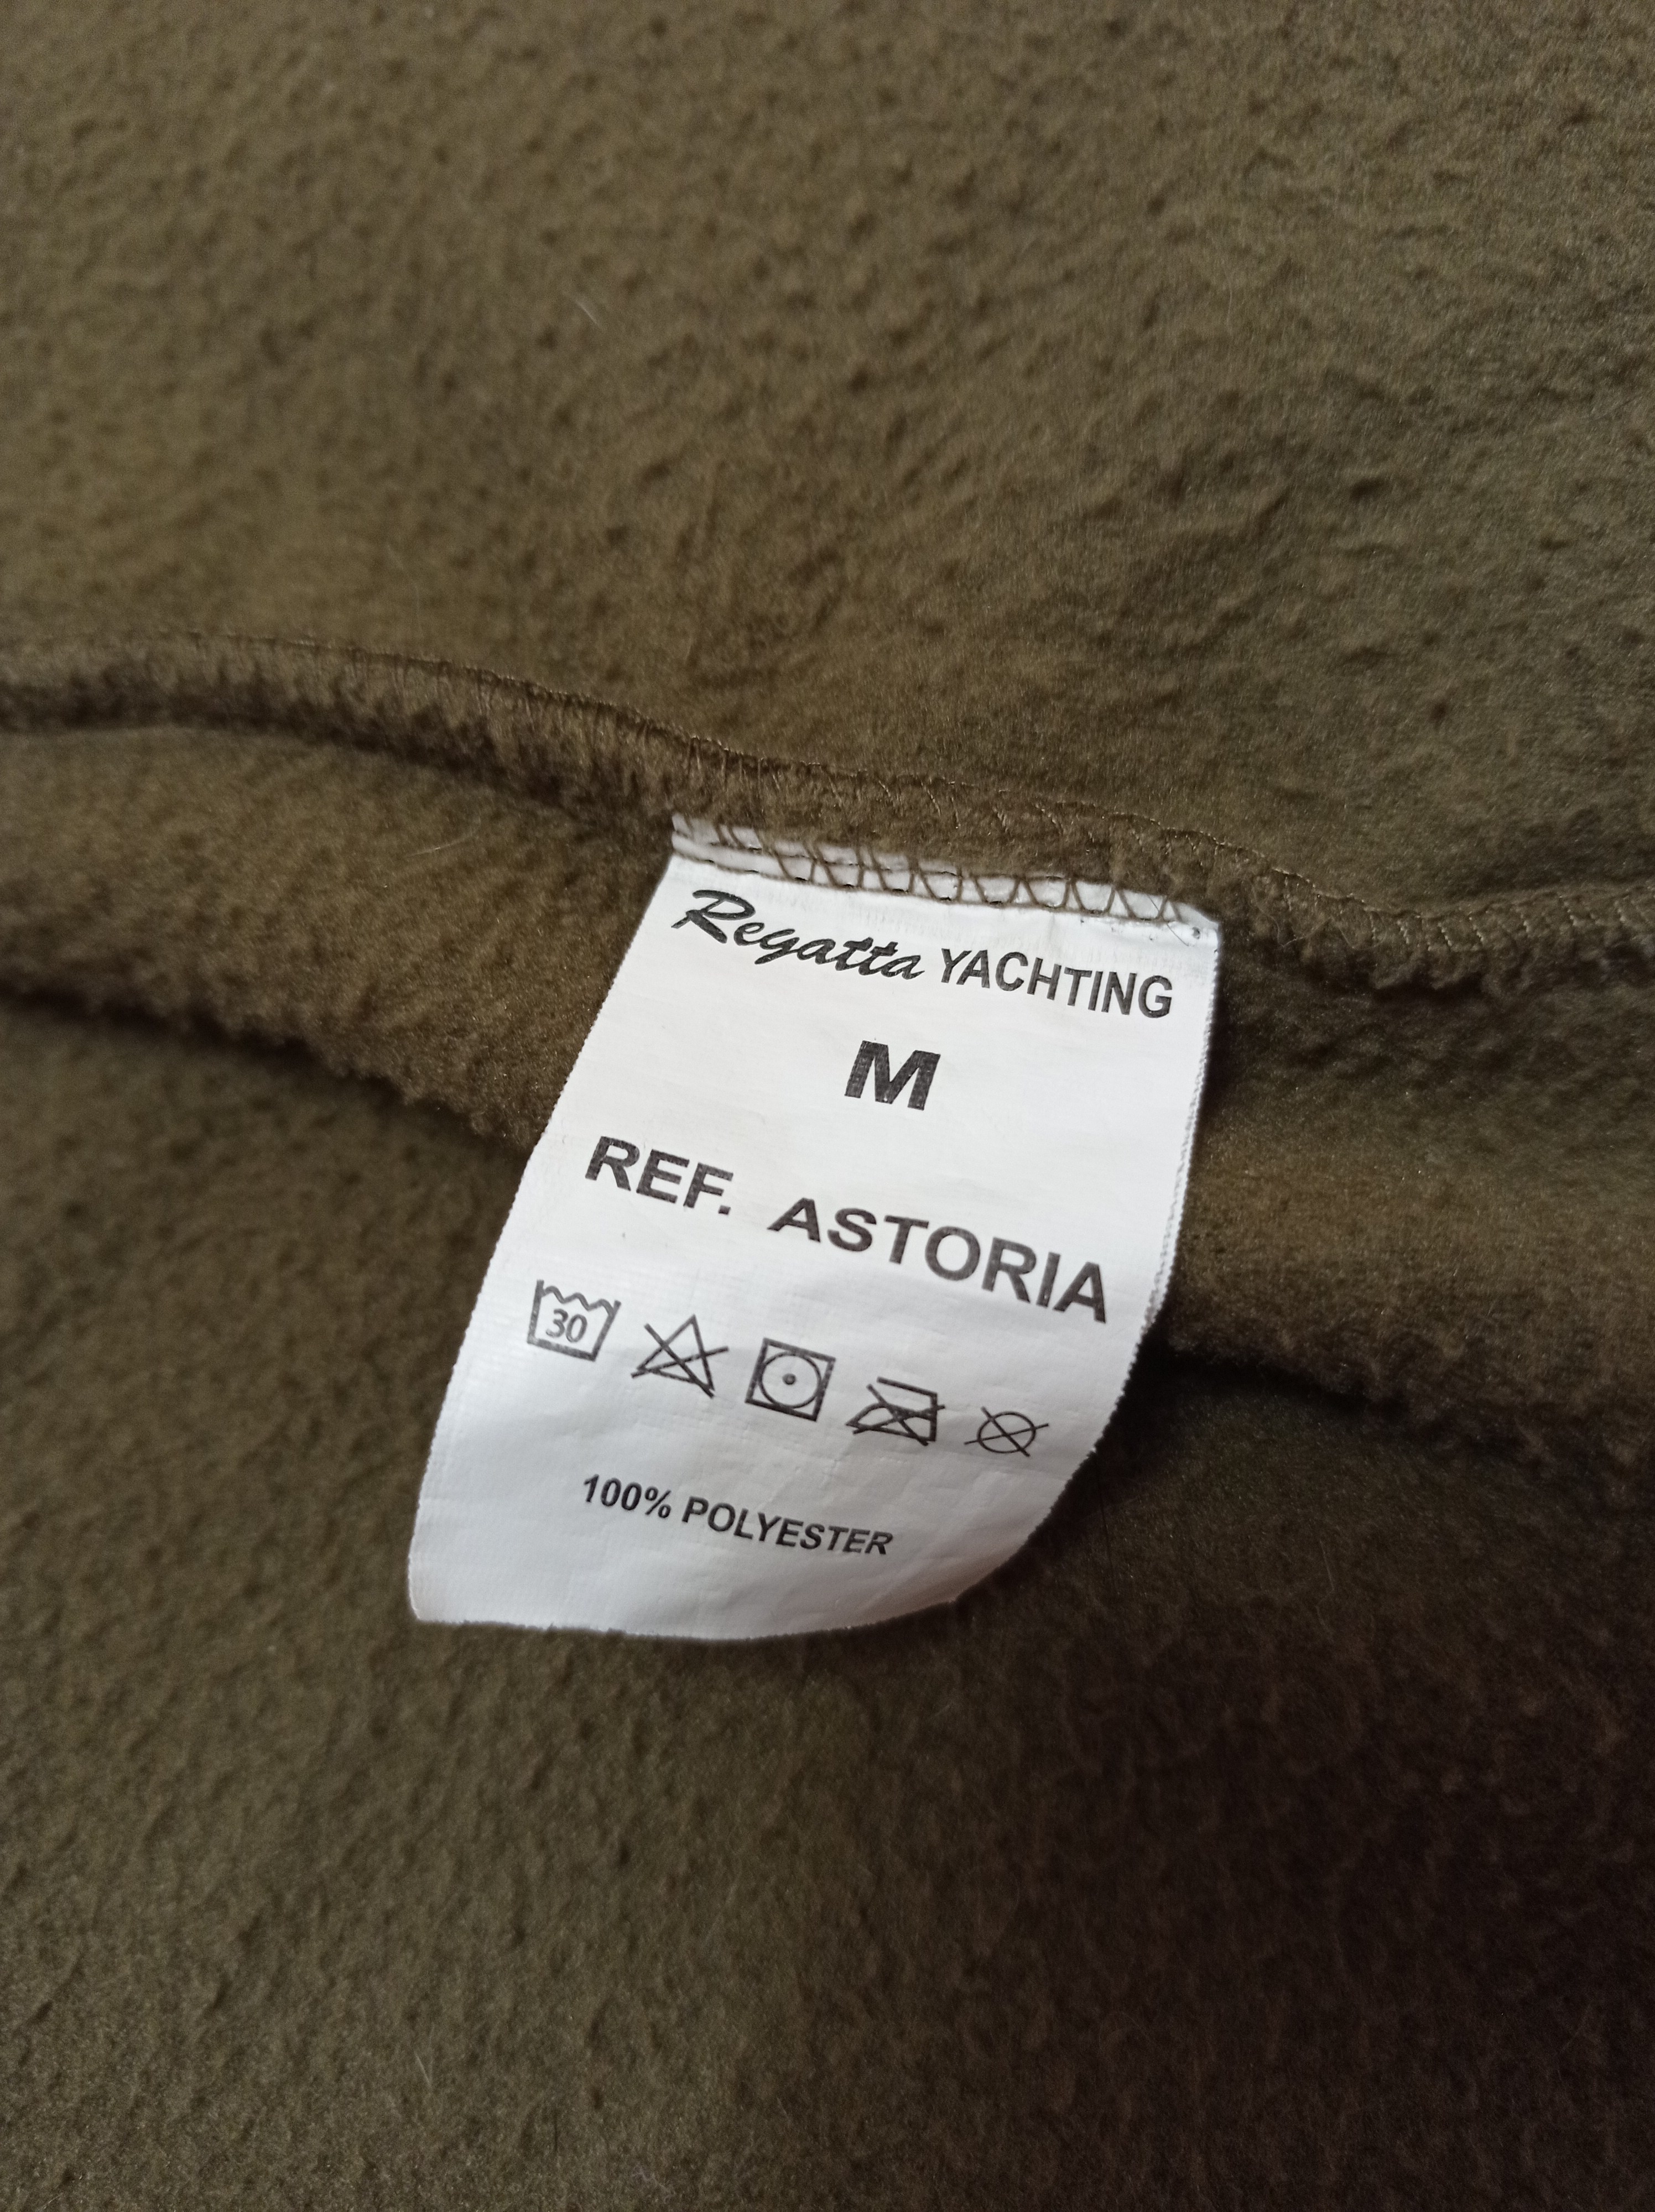 Regatta YACHTING
M
REF. ASTORIA
30
100% POLYESTER